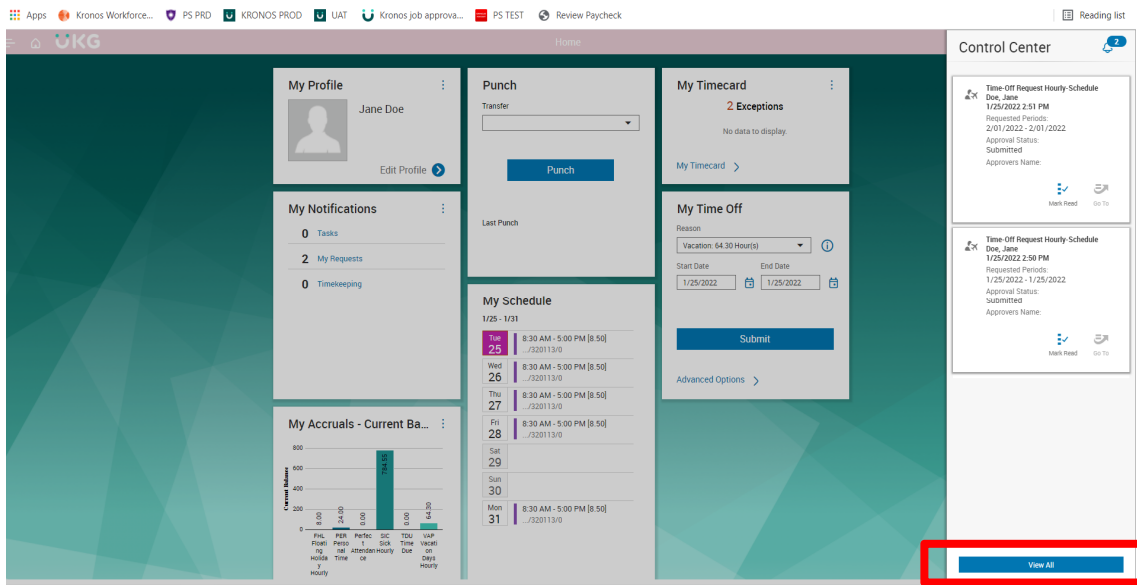 Apps Kronos Workforce... PS PRD KRONOS PROD UAT Kronos job approva... PS TEST Review Paycheck Reading list
UKG
Home
Control Center
2
My Profile
Jane Doe
Edit Profile
Punch
Transfer
Punch
Last Punch
My Timecard
2 Exceptions
No data to display.
My Timecard
My Notifications
0 Tasks
2 My Requests
0 Timekeeping
My Time Off
Reason
Vacation: 64.30 Hour(s)
Start Date End Date
1/25/2022 1/25/2022
Submit
Advanced Options
My Schedule
1/25 - 1/31
Tue 8:30 AM - 5:00 PM [8.50]
25 .../320113/0
Wed 8:30 AM - 5:00 PM [8.50]
26 .../320113/0
Thu 8:30 AM - 5:00 PM [8.50]
27 .../320113/0
Fri 8:30 AM - 5:00 PM [8.50]
28 .../320113/0
Sat
29
Sun
30
Mon 8:30 AM - 5:00 PM [8.50]
31 .../320113/0
My Accruals - Current Ba...
Current Balance
800
600
400
200
0
8.00 24.00 0.00 784.55 0.00 64.30
FHL PER Perfec SIC TDU VAP
Floati Perso t Sick Time Vacati
ng nal Attendan Hourly Due on
Holida Time ce Days
y Hourly
Hourly
Time-Off Request Hourly-Schedule
Doe, Jane
1/25/2022 2:51 PM
Requested Periods:
2/01/2022 - 2/01/2022
Approval Status:
Submitted
Approvers Name:
Mark Read Go To
Time-Off Request Hourly-Schedule
Doe, Jane
1/25/2022 2:50 PM
Requested Periods:
1/25/2022 - 1/25/2022
Approval Status:
Submitted
Approvers Name:
Mark Read Go To
View All